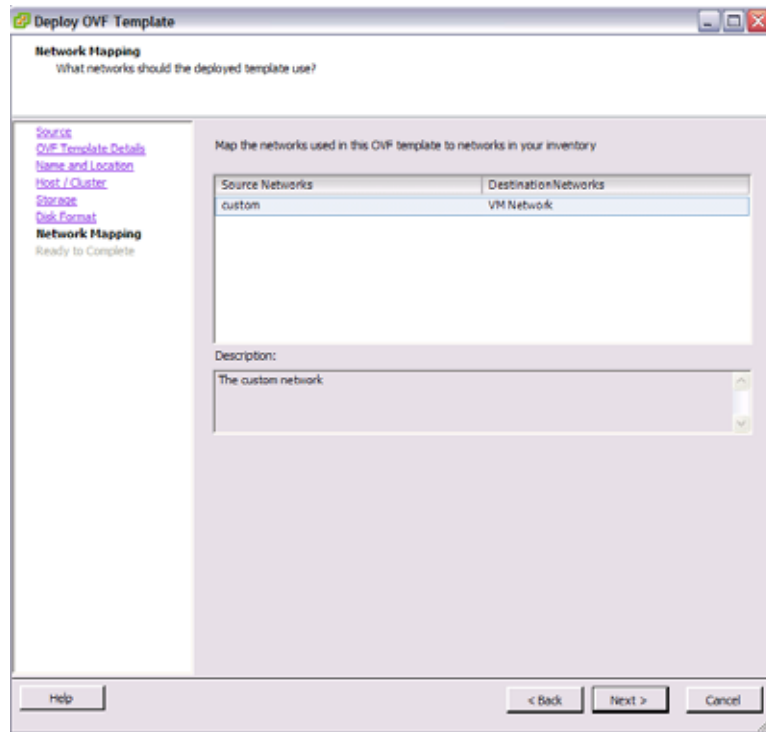 Deploy OVF Template
Network Mapping
What networks should the deployed template use?
Source
OVF Template Details
Name and Location
Host / Cluster
Storage
Disk Format
Network Mapping
Ready to Complete
Map the networks used in this OVF template to networks in your inventory
Source Networks DestinationNetworks
custom VM Network
Description:
The custom network
Help < Back Next > Cancel